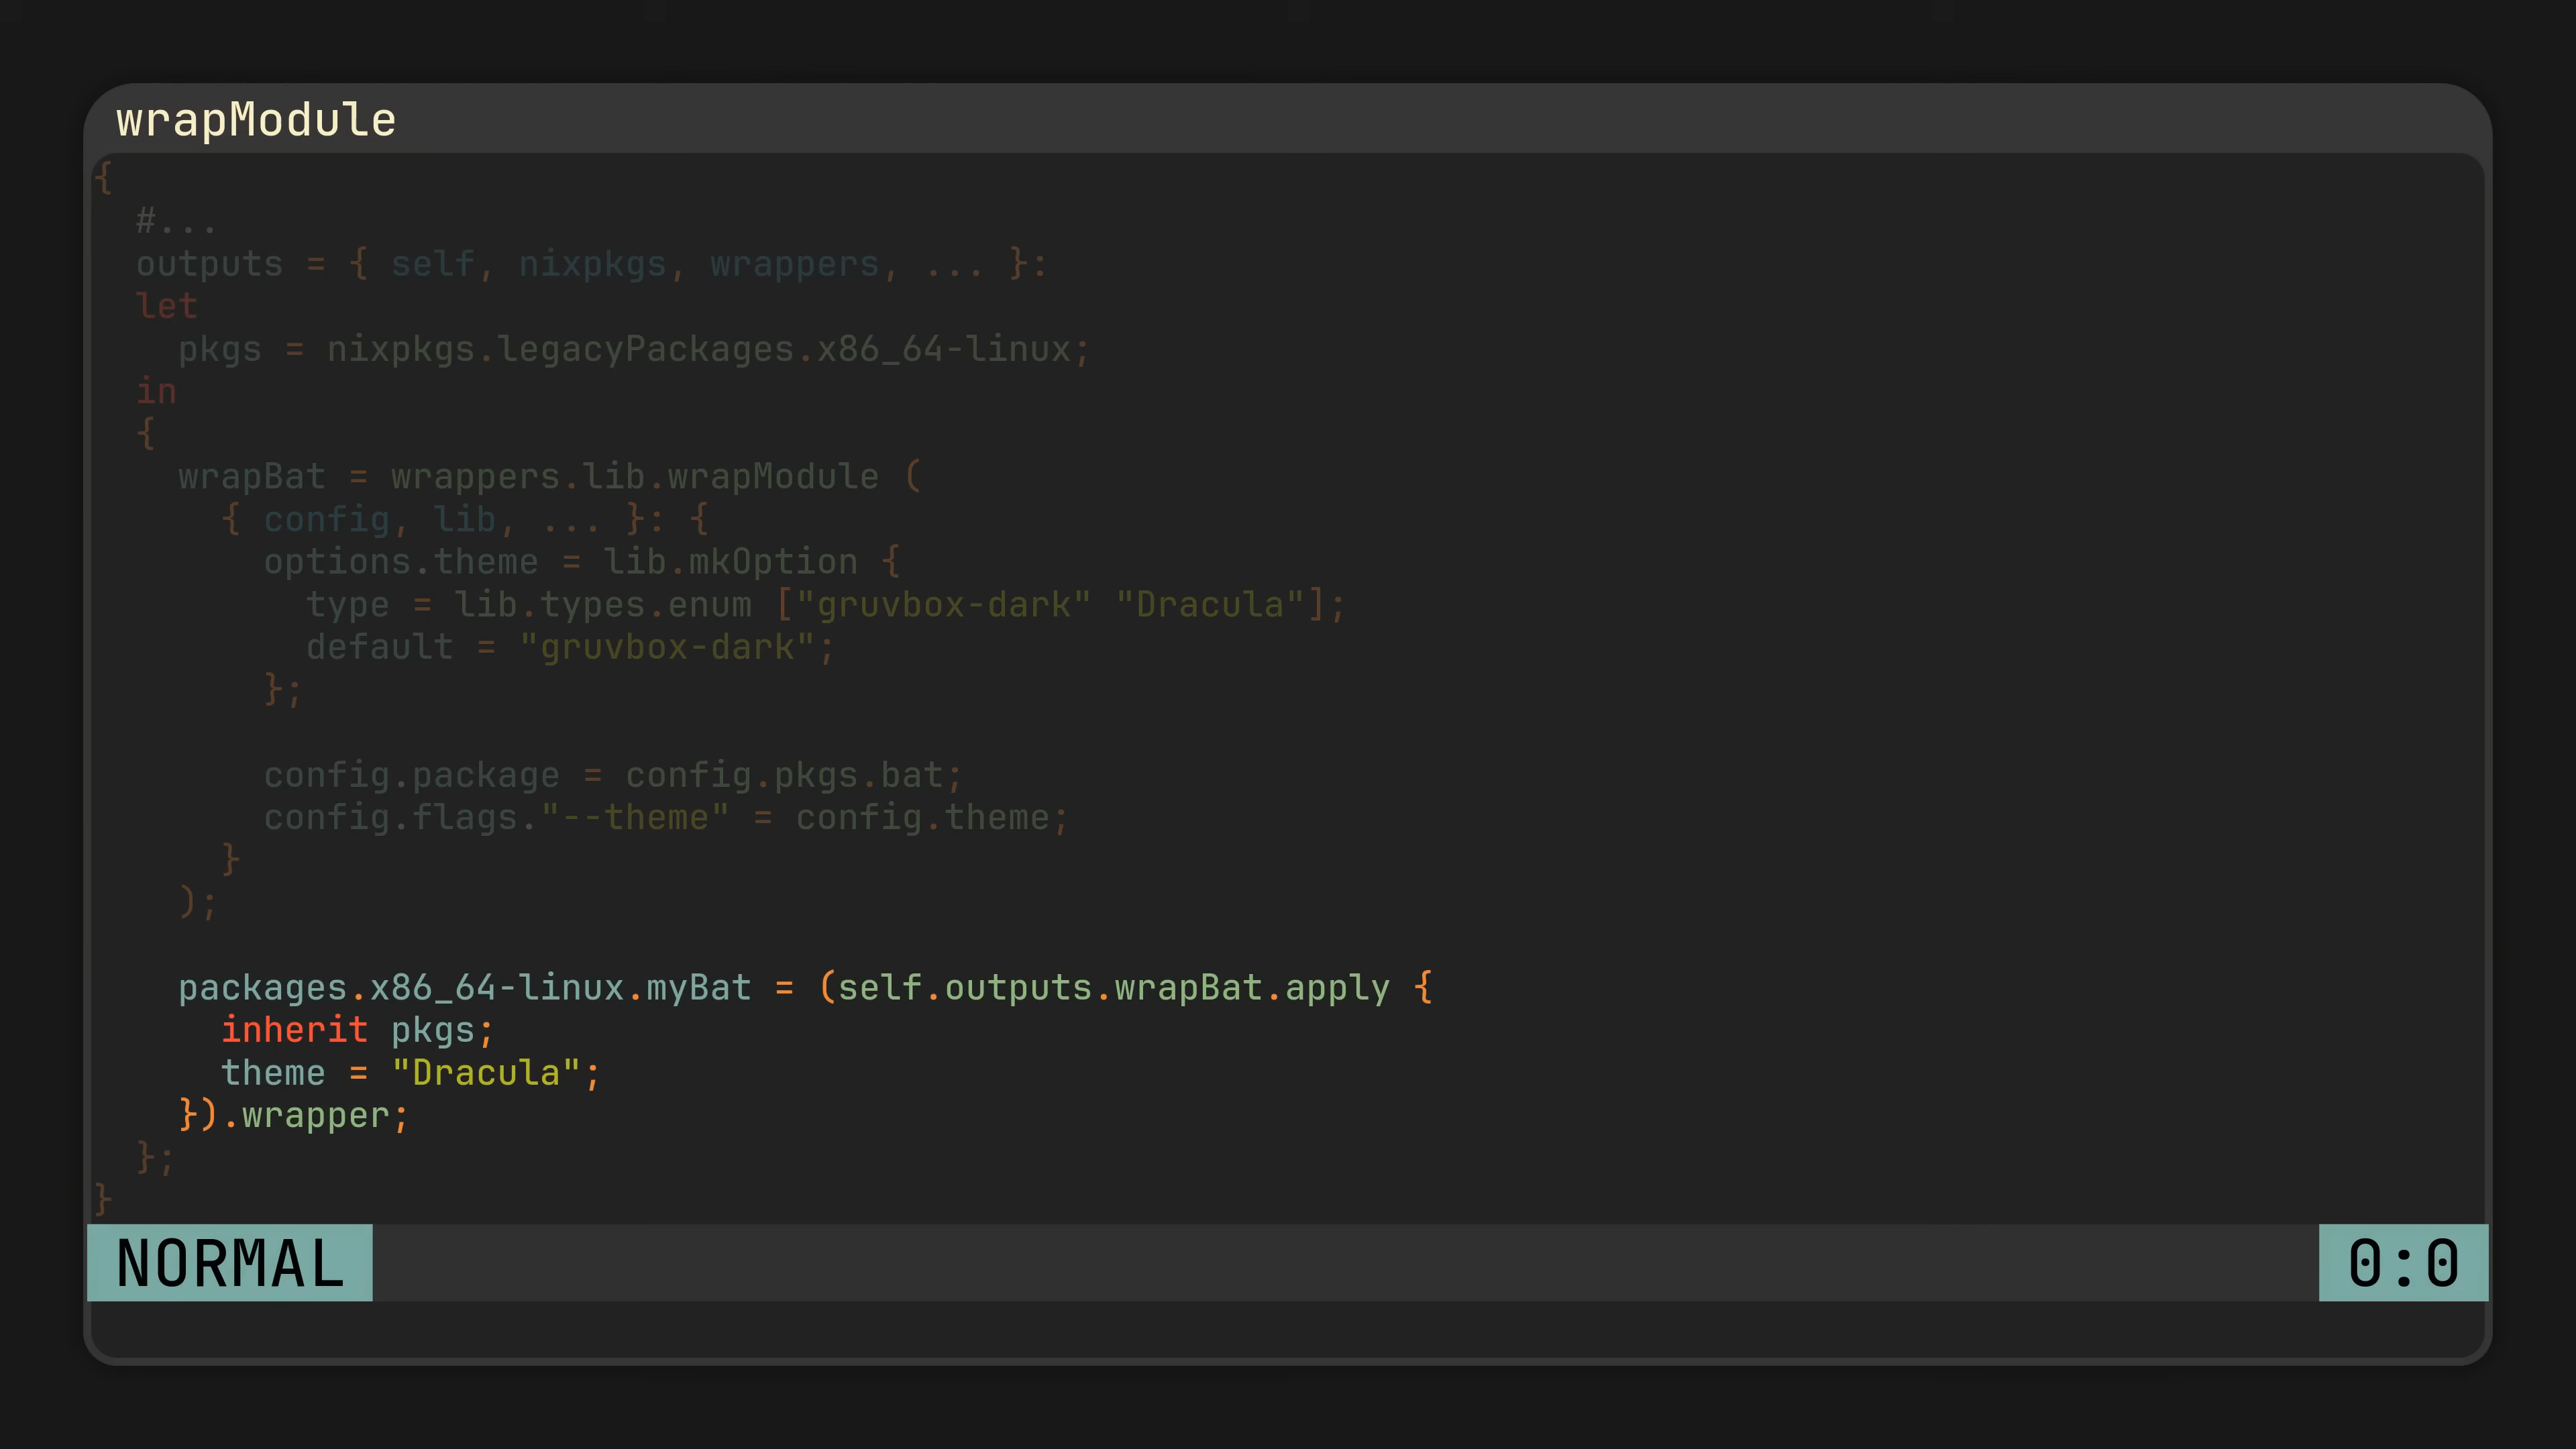 wrapModule
{
  #...
  outputs = { self, nixpkgs, wrappers, ... }:
  let
    pkgs = nixpkgs.legacyPackages.x86_64-linux;
  in
  {
    wrapBat = wrappers.lib.wrapModule (
      { config, lib, ... }: {
        options.theme = lib.mkOption {
          type = lib.types.enum ["gruvbox-dark" "Dracula"];
          default = "gruvbox-dark";
        };

        config.package = config.pkgs.bat;
        config.flags."--theme" = config.theme;
      }
    );

    packages.x86_64-linux.myBat = (self.outputs.wrapBat.apply {
      inherit pkgs;
      theme = "Dracula";
    }).wrapper;
  };
}
NORMAL
0:0